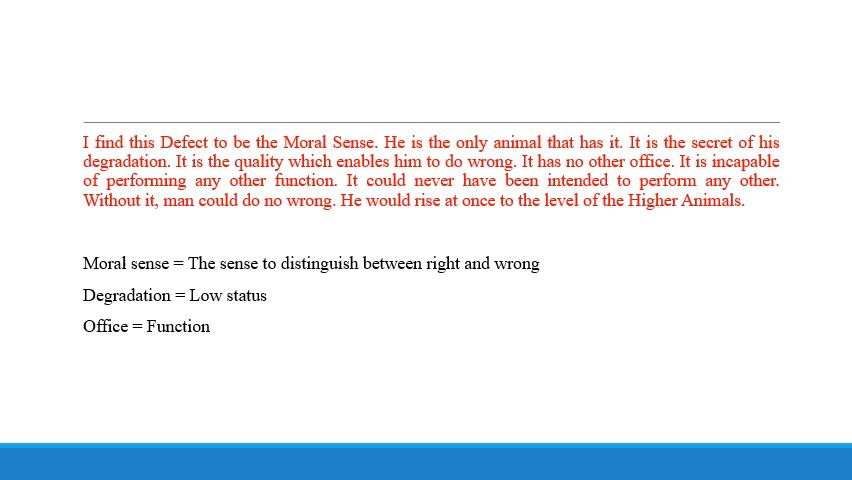 I find this Defect to be the Moral Sense. He is the only animal that has it. It is the secret of his
degradation. It is the quality which enables him to do wrong. It has no other office. It is incapable
of performing any other function. It could never have been intended to perform any other.
Without it, man could do no wrong. He would rise at once to the level of the Higher Animals.
Moral sense = The sense to distinguish between right and wrong
Degradation = Low status
Office = Function